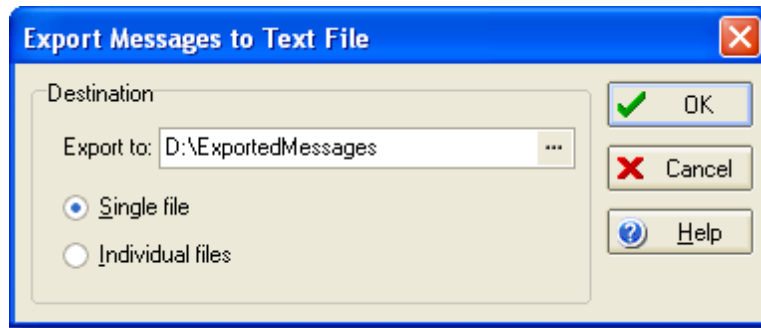 Export Messages to Text File
Destination
Export to: D:\ExportedMessages ...
Single file
Individual files
OK
Cancel
Help